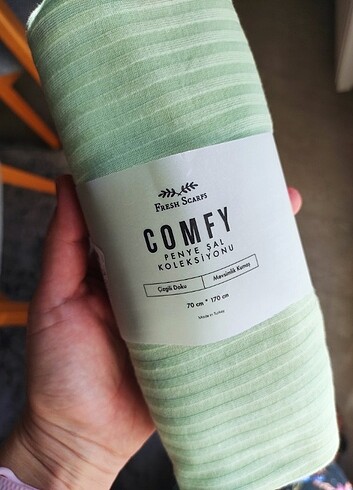 FRESH SCARFS
COMFY
PENYE ŞAL
KOLEKSİYONU
Çizgili Doku
Mevsimlik Kumaş
70 cm * 170 cm
Made in Turkey